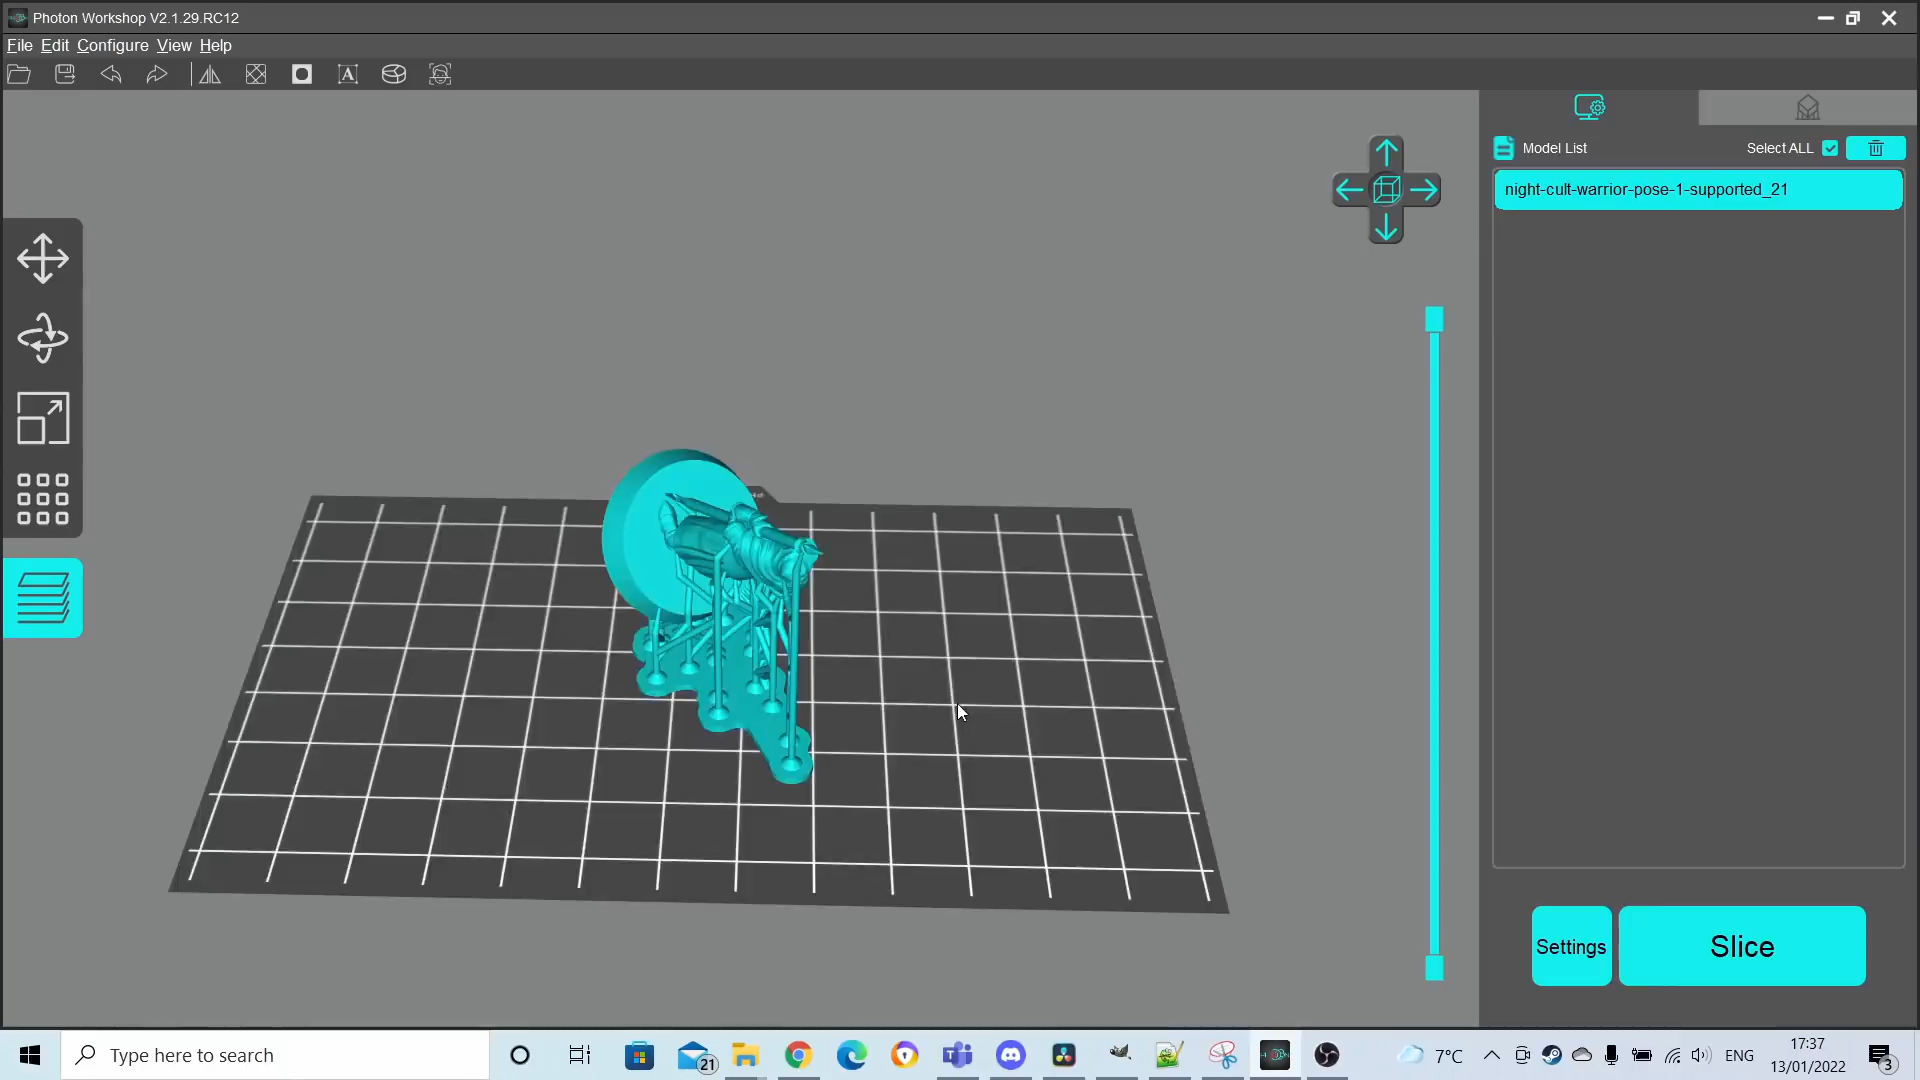 Photon Workshop V2.1.29.RC12
File Edit Configure View Help
A
Model List
Select ALL
night-cult-warrior-pose-1-supported_21
Settings
Slice
Type here to search
21
7°C
ENG
17:37
13/01/2022
3